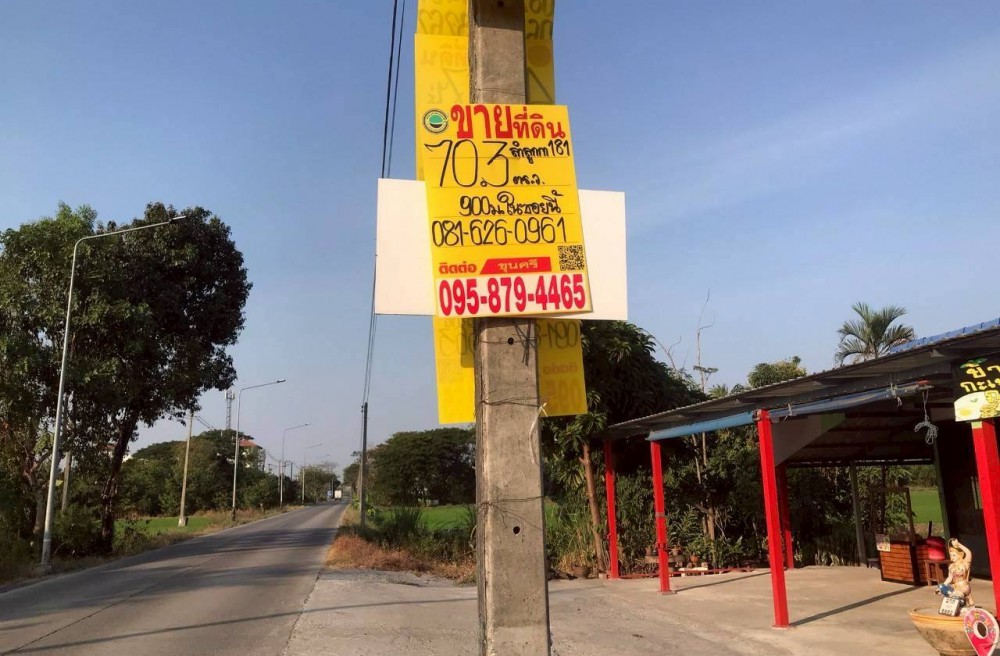 ขายที่ดิน
70.3 ลำลูกกา181
ตร.ว.
900ม.ในซอยนี้
081-626-0961
ติดต่อ ขุนศรี
095-879-4465